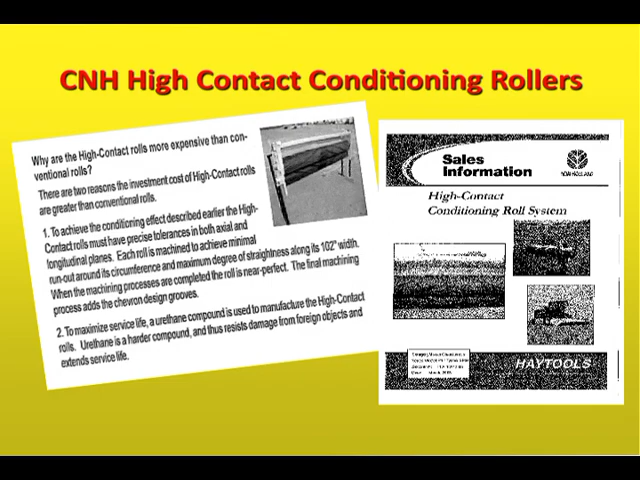 CNH High Contact Conditioning Rollers
Why are the High-Contact rolls more expensive than con-
ventional rolls?
There are two reasons the investment cost of High-Contact rolls
are greater than conventional rolls.
1. To achieve the conditioning effect described earlier the High-
Contact rolls must have precise tolerances in both axial and
longitudinal planes. Each roll is machined to achieve minimal
run-out around its circumference and maximum degree of straightness along its 102" width.
When the machining processes are completed the roll is near-perfect. The final machining
process adds the chevron design grooves.
2. To maximize service life, a urethane compound is used to manufacture the High-Contact
rolls. Urethane is a harder compound, and thus resists damage from foreign objects and
extends service life.
Sales
Information
NEW HOLLAND
High-Contact
Conditioning Roll System
HAYTOOLS